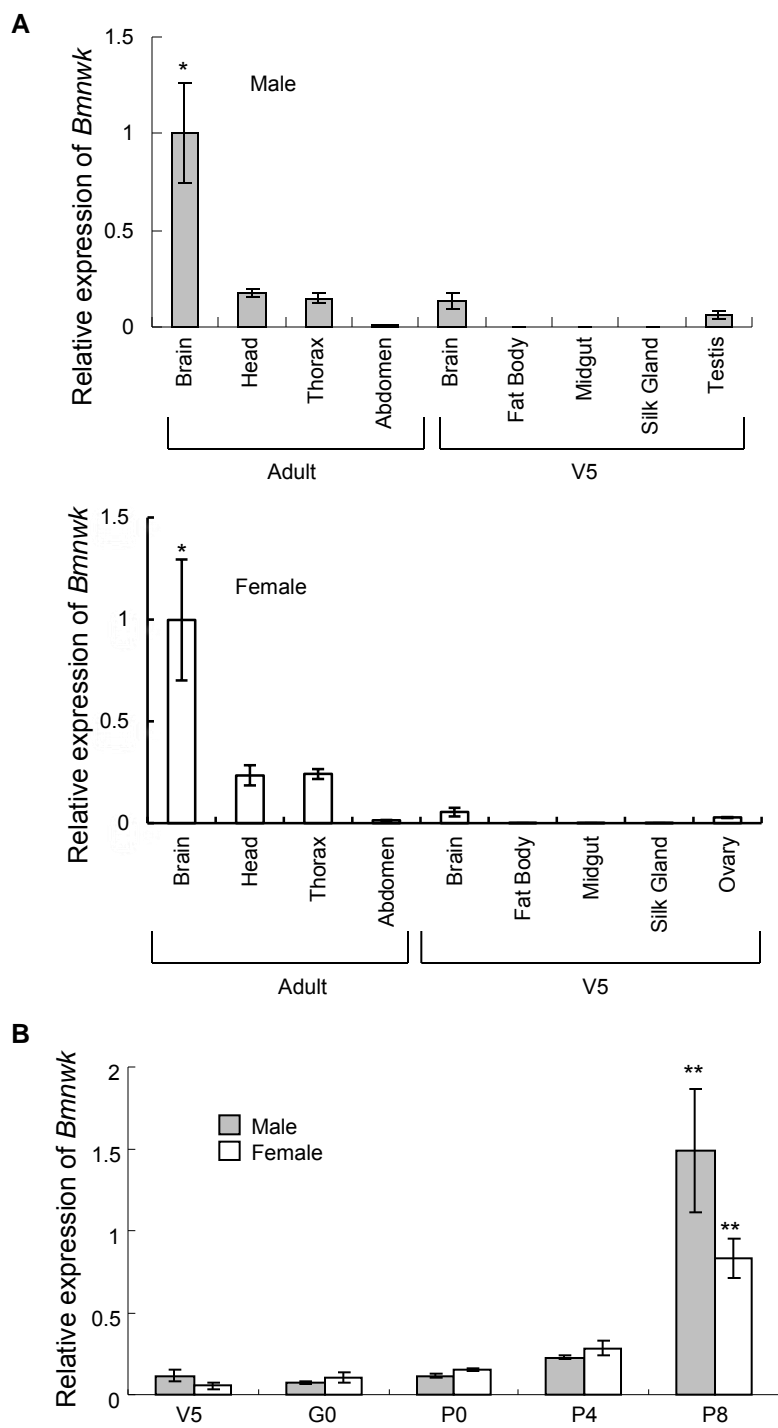 A
Relative expression of Bmnwk
1.5
1
0.5
0
*
Male
Brain
Head
Thorax
Abdomen
Brain
Fat Body
Midgut
Silk Gland
Testis
Adult
V5
Relative expression of Bmnwk
1.5
1
0.5
0
*
Female
Brain
Head
Thorax
Abdomen
Brain
Fat Body
Midgut
Silk Gland
Ovary
Adult
V5
B
Relative expression of Bmnwk
2
1.5
1
0.5
0
Male
Female
**
**
V5
G0
P0
P4
P8